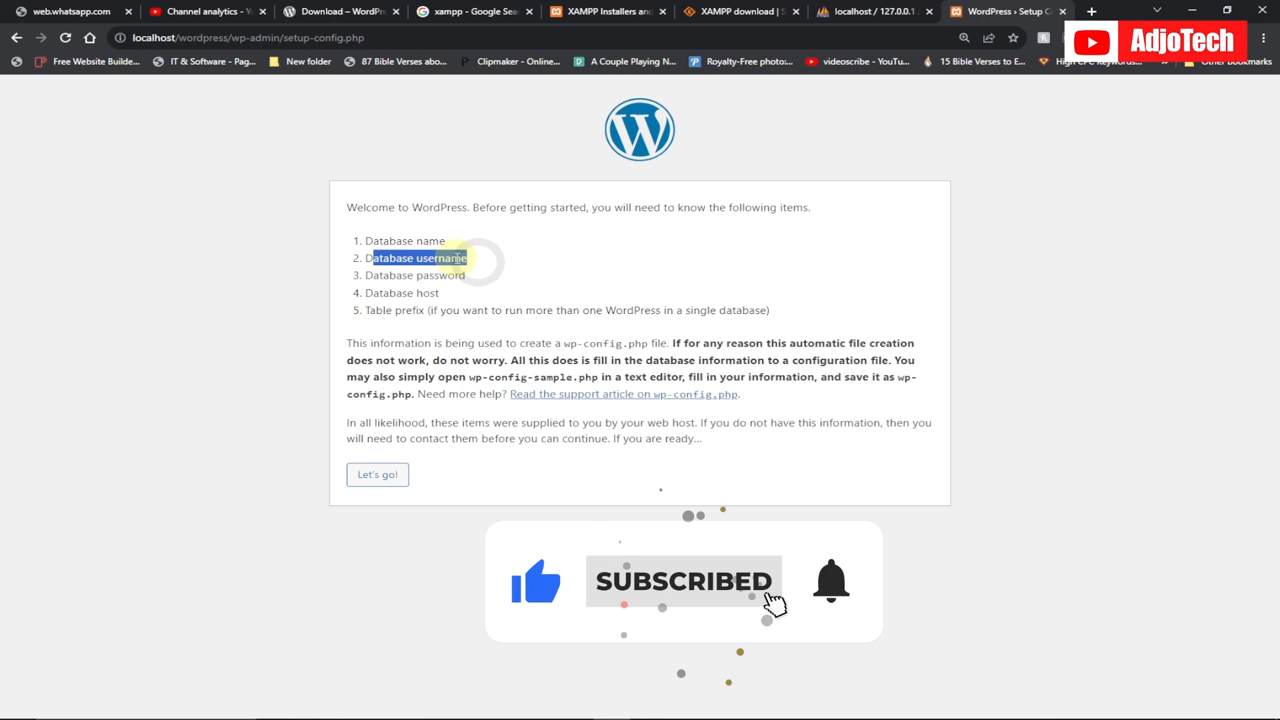 web.whatsapp.com
Channel analytics - Y
Download – WordPr
xampp - Google Sea
XAMPP Installers and
XAMPP download | S
localhost / 127.0.0.1
WordPress › Setup C
localhost/wordpress/wp-admin/setup-config.php
AdjoTech
Free Website Builde...
IT & Software - Pag...
New folder
Bible Verses abo...
Clipmaker - Online...
A Couple Playing N...
Royalty-Free photo...
videoscribe - YouTu...
15 Bible Verses to E...
High CPC Keywords...
Other Bookmarks
Welcome to WordPress. Before getting started, you will need to know the following items.
1. Database name
2. Database username
3. Database password
4. Database host
5. Table prefix (if you want to run more than one WordPress in a single database)
This information is being used to create a wp-config.php file. If for any reason this automatic file creation
does not work, do not worry. All this does is fill in the database information to a configuration file. You
may also simply open wp-config-sample.php in a text editor, fill in your information, and save it as wp-
config.php. Need more help? Read the support article on wp-config.php.
In all likelihood, these items were supplied to you by your web host. If you do not have this information, then you
will need to contact them before you can continue. If you are ready...
Let's go!
SUBSCRIBED